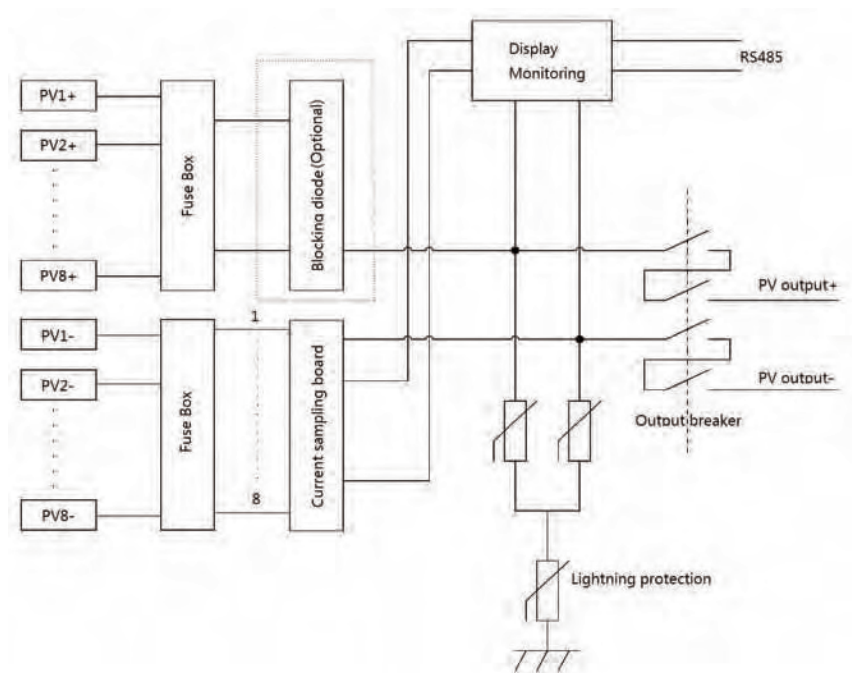 Display
Monitoring
RS485
PV1+
PV2+
PV8+
Fuse Box
Blocking diode(Optional)
PV1-
PV2-
PV8-
Fuse Box
1
8
Current sampling board
PV output+
PV output-
Output breaker
Lightning protection